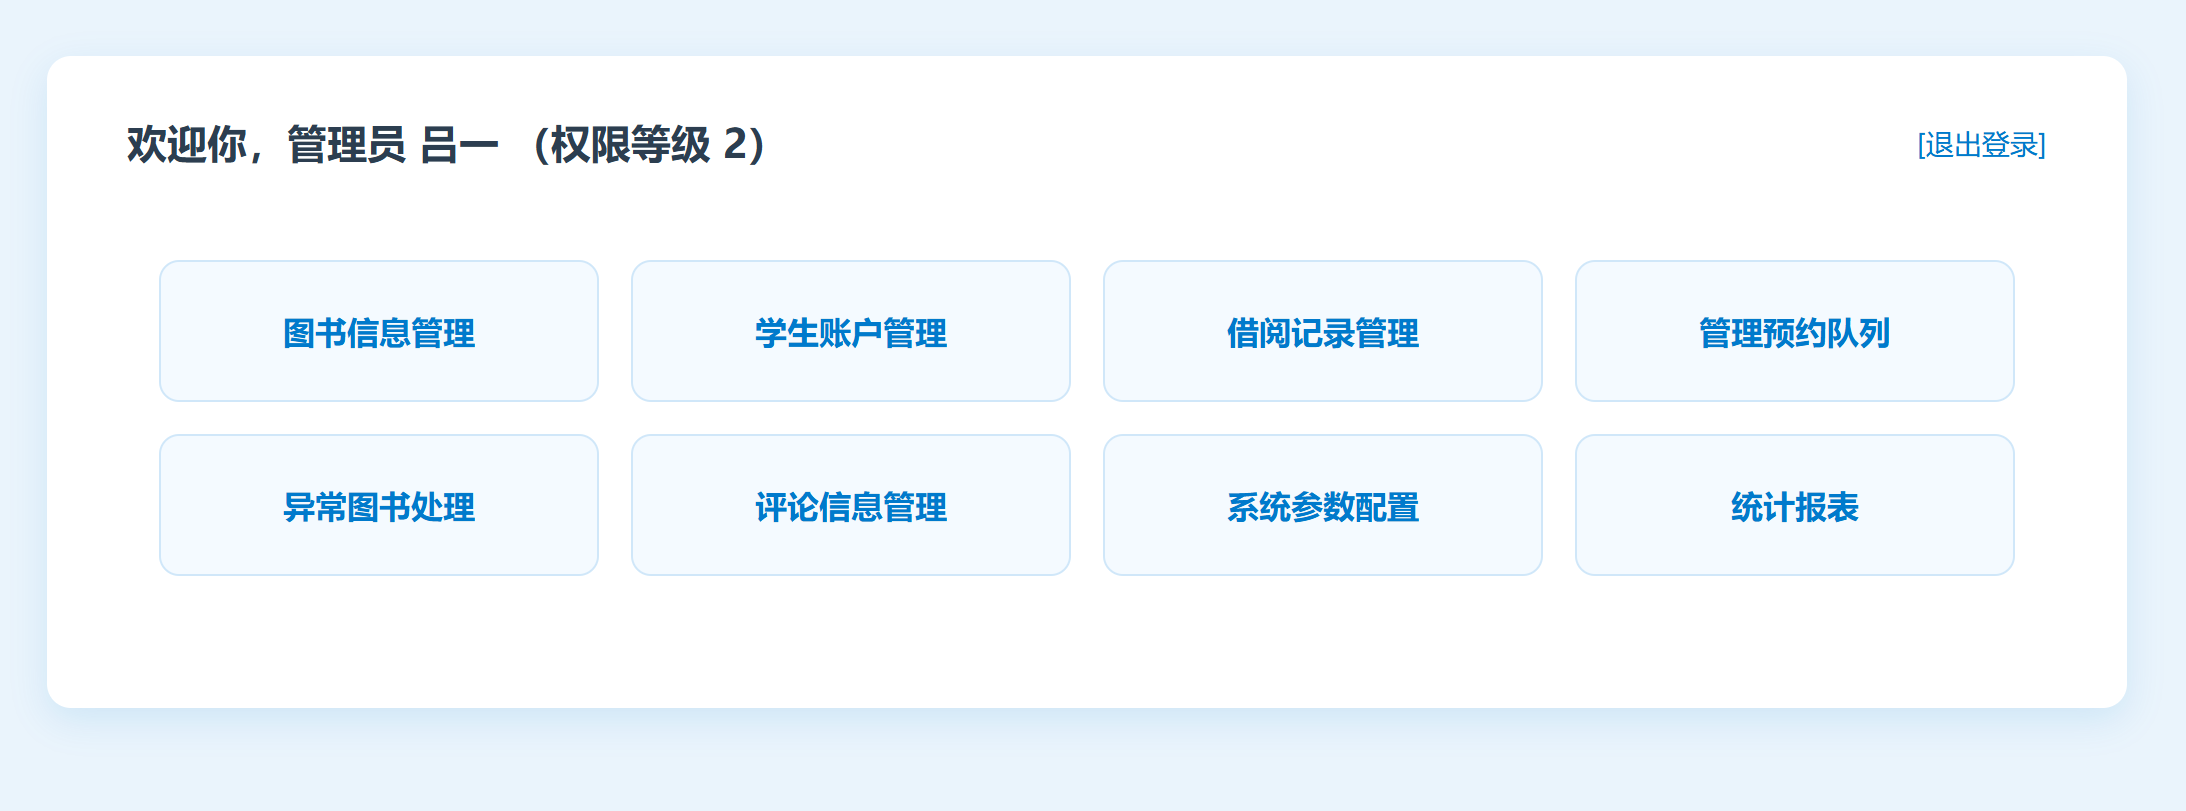 欢迎你，管理员 吕一 （权限等级 2）
[退出登录]
图书信息管理
学生账户管理
借阅记录管理
管理预约队列
异常图书处理
评论信息管理
系统参数配置
统计报表